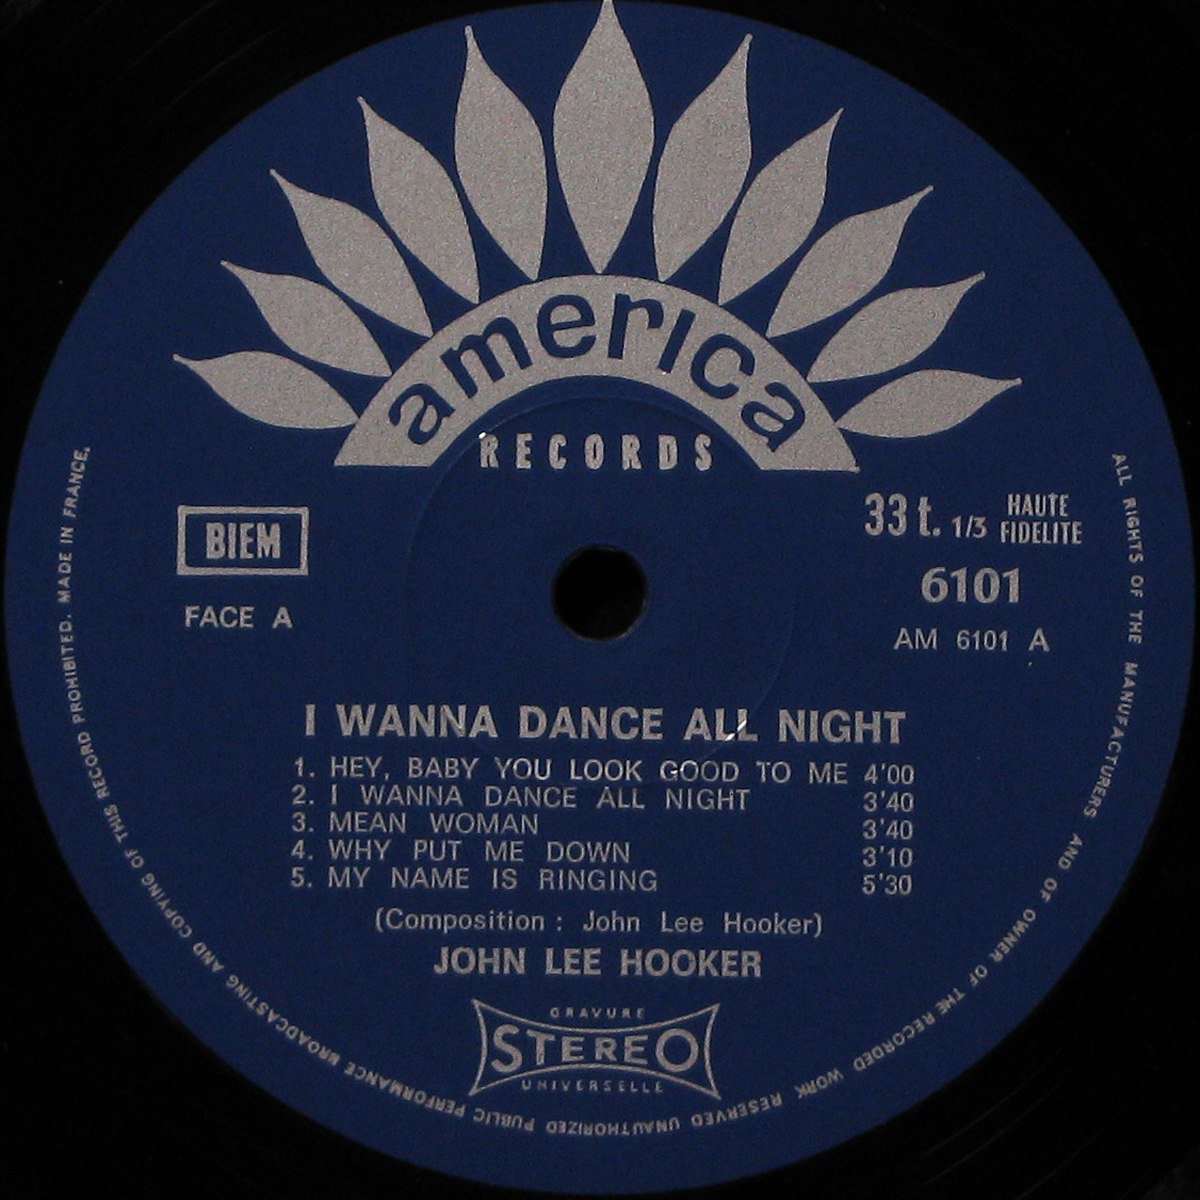 america
RECORDS
BIEM
FACE A
33 t. 1/3 HAUTE FIDELITE
6101
AM 6101 A
I WANNA DANCE ALL NIGHT
1. HEY, BABY YOU LOOK GOOD TO ME 4'00
2. I WANNA DANCE ALL NIGHT 3'40
3. MEAN WOMAN 3'40
4. WHY PUT ME DOWN 3'10
5. MY NAME IS RINGING 5'30
(Composition : John Lee Hooker)
JOHN LEE HOOKER
GRAVURE
STEREO
UNIVERSELLE
ALL RIGHTS OF THE MANUFACTURERS AND OF OWNER OF THE RECORDED WORK RESERVED UNAUTHORIZED PUBLIC PERFORMANCE BROADCASTING AND COPYING OF THIS RECORD PROHIBITED. MADE IN FRANCE.